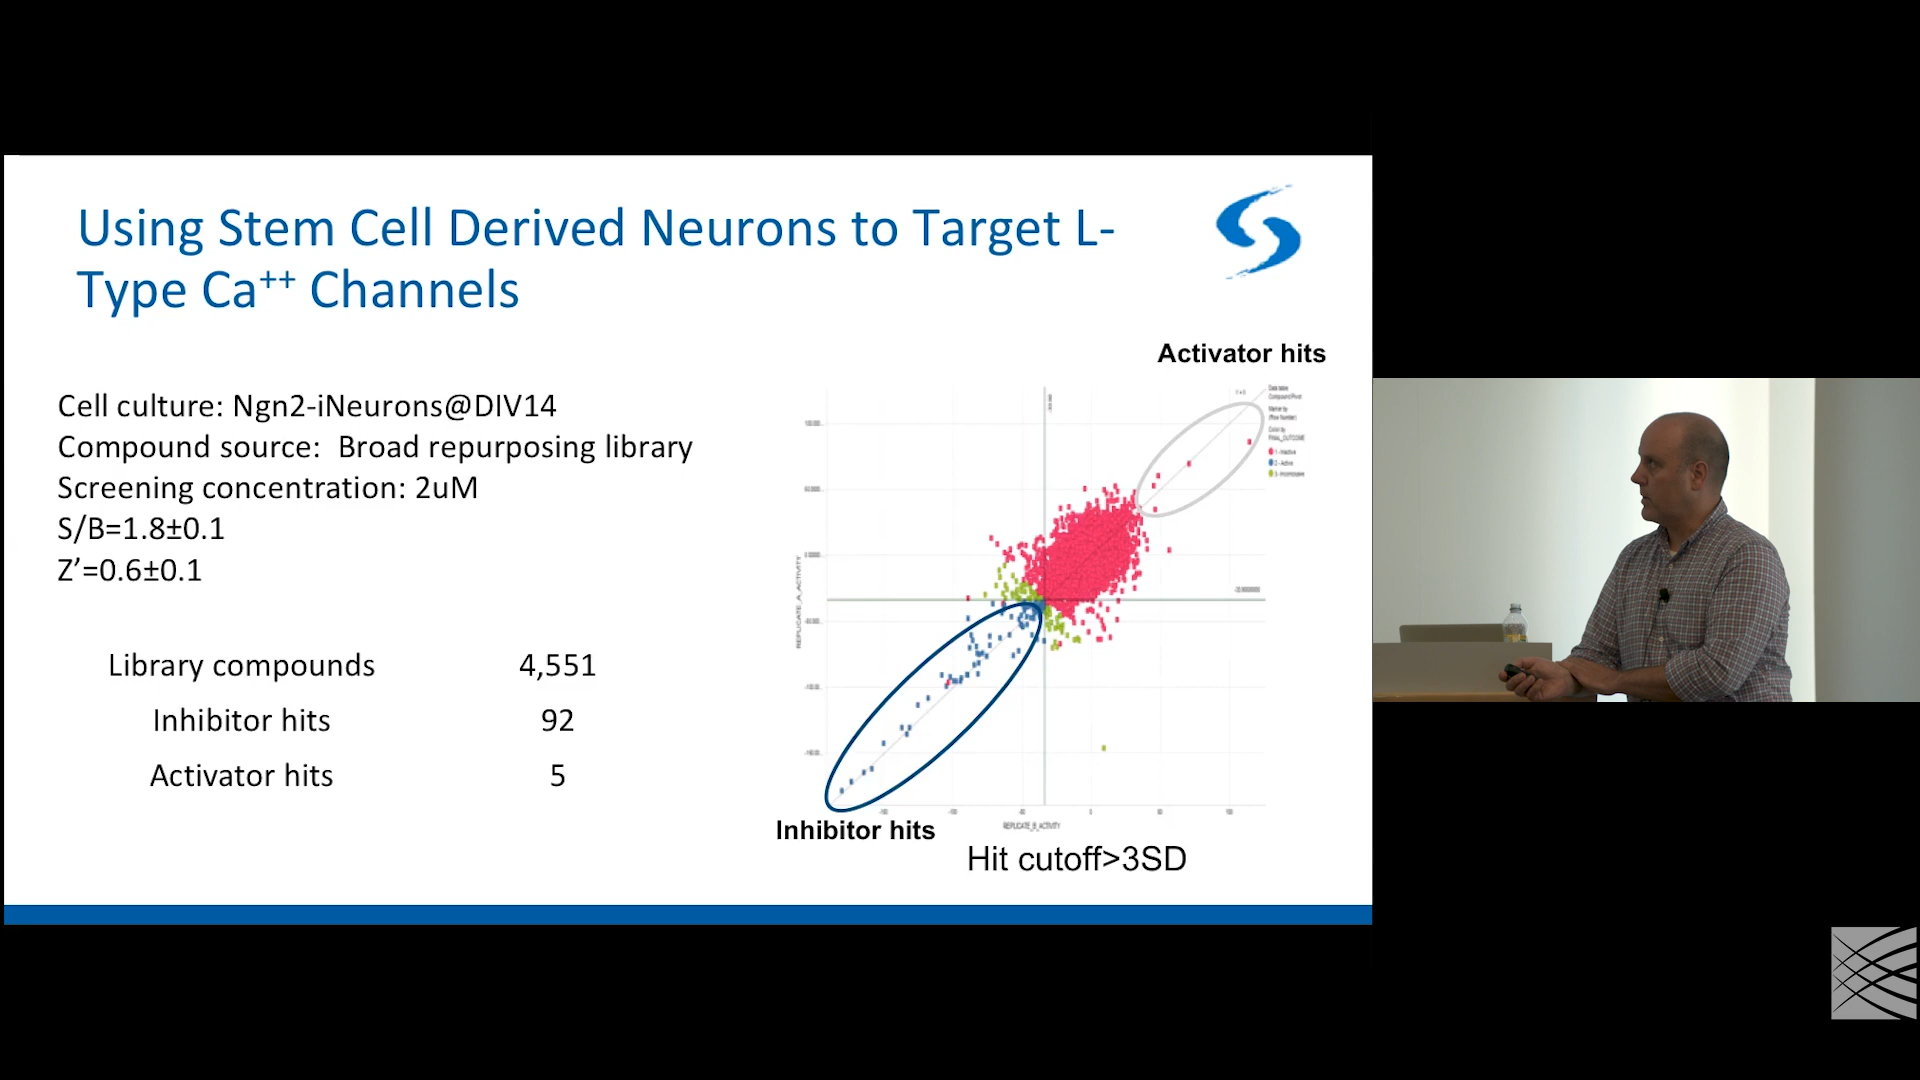 Using Stem Cell Derived Neurons to Target L-
Type Ca++ Channels
Activator hits
Cell culture: Ngn2-iNeurons@DIV14
Compound source: Broad repurposing library
Screening concentration: 2uM
S/B=1.8±0.1
Z’=0.6±0.1
Library compounds 4,551
Inhibitor hits 92
Activator hits 5
REPLICATE_A_ACTIVITY
REPLICATE_B_ACTIVITY
Inhibitor hits
Hit cutoff>3SD